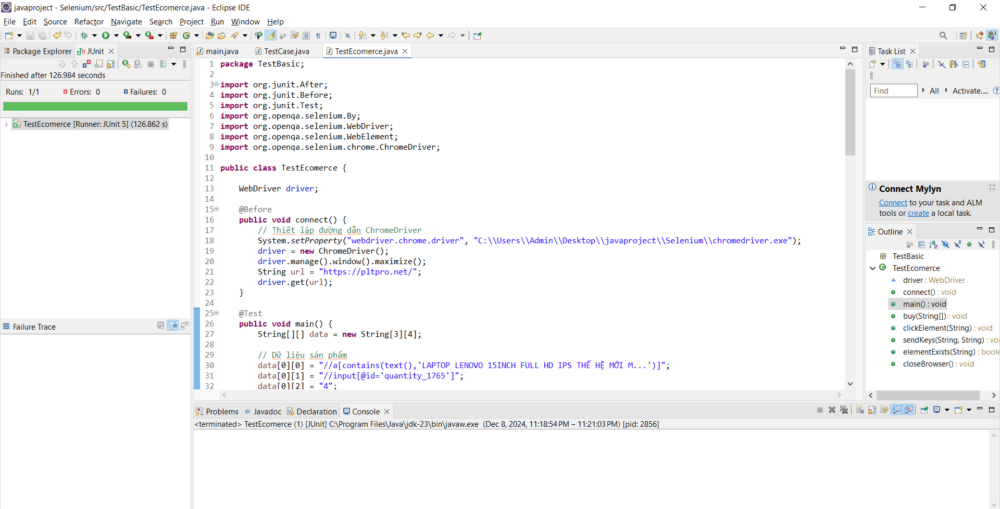 javaproject - Selenium/src/TestBasic/TestEcomerce.java - Eclipse IDE
File Edit Source Refactor Navigate Search Project Run Window Help
Package Explorer JUnit
Finished after 126.984 seconds
Runs: 1/1 Errors: 0 Failures: 0
TestEcomerce [Runner: JUnit 5] (126.862 s)
Failure Trace
main.java TestCase.java TestEcomerce.java
1 package TestBasic;
2
3 import org.junit.After;
4 import org.junit.Before;
5 import org.junit.Test;
6 import org.openqa.selenium.By;
7 import org.openqa.selenium.WebDriver;
8 import org.openqa.selenium.WebElement;
9 import org.openqa.selenium.chrome.ChromeDriver;
10
11 public class TestEcomerce {
12
13 WebDriver driver;
14
15 @Before
16 public void connect() {
17 // Thiết lập đường dẫn ChromeDriver
18 System.setProperty("webdriver.chrome.driver", "C:\\Users\\Admin\\Desktop\\javaproject\\Selenium\\chromedriver.exe");
19 driver = new ChromeDriver();
20 driver.manage().window().maximize();
21 String url = "https://pltpro.net/";
22 driver.get(url);
23 }
24
25 @Test
26 public void main() {
27 String[][] data = new String[3][4];
28
29 // Dữ liệu sản phẩm
30 data[0][0] = "//a[contains(text(),'LAPTOP LENOVO 15INCH FULL HD IPS THẾ HỆ MỚI M...')]";
31 data[0][1] = "//input[@id='quantity_1765']";
32 data[0][2] = "4";
Problems Javadoc Declaration Console
<terminated> TestEcomerce (1) [JUnit] C:\Program Files\Java\jdk-23\bin\javaw.exe (Dec 8, 2024, 11:18:54 PM – 11:21:03 PM) [pid: 2856]
Task List
Find All Activate.....
Connect Mylyn
Connect to your task and ALM
tools or create a local task.
Outline
TestBasic
TestEcomerce
driver : WebDriver
connect() : void
main() : void
buy(String[]) : void
clickElement(String) : void
sendKeys(String, String) : voi
elementExists(String) : boole
closeBrowser() : void